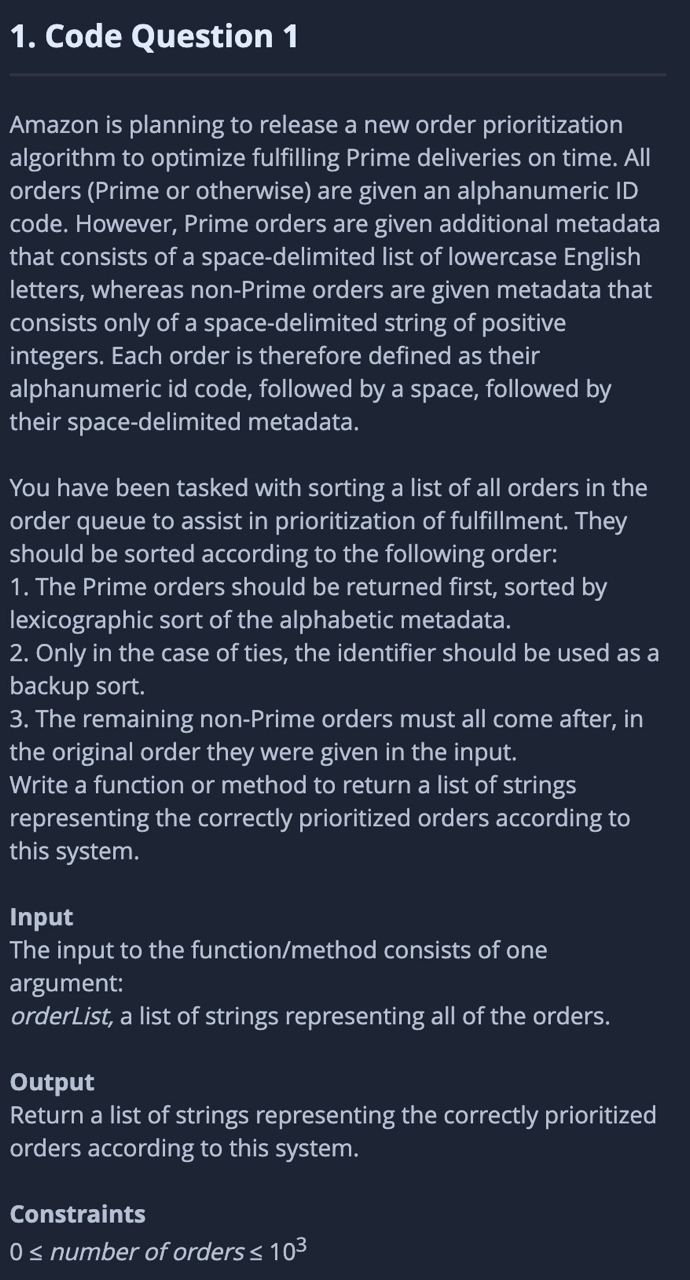 1. Code Question 1
Amazon is planning to release a new order prioritization
algorithm to optimize fulfilling Prime deliveries on time. All
orders (Prime or otherwise) are given an alphanumeric ID
code. However, Prime orders are given additional metadata
that consists of a space-delimited list of lowercase English
letters, whereas non-Prime orders are given metadata that
consists only of a space-delimited string of positive
integers. Each order is therefore defined as their
alphanumeric id code, followed by a space, followed by
their space-delimited metadata.
You have been tasked with sorting a list of all orders in the
order queue to assist in prioritization of fulfillment. They
should be sorted according to the following order:
1. The Prime orders should be returned first, sorted by
lexicographic sort of the alphabetic metadata.
2. Only in the case of ties, the identifier should be used as a
backup sort.
3. The remaining non-Prime orders must all come after, in
the original order they were given in the input.
Write a function or method to return a list of strings
representing the correctly prioritized orders according to
this system.
Input
The input to the function/method consists of one
argument:
orderList, a list of strings representing all of the orders.
Output
Return a list of strings representing the correctly prioritized
orders according to this system.
Constraints
0 ≤ number of orders ≤ 10³